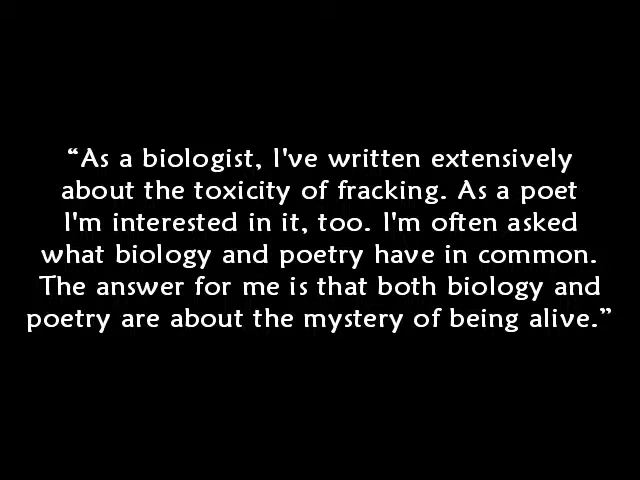 “As a biologist, I've written extensively
about the toxicity of fracking. As a poet
I'm interested in it, too. I'm often asked
what biology and poetry have in common.
The answer for me is that both biology and
poetry are about the mystery of being alive.”